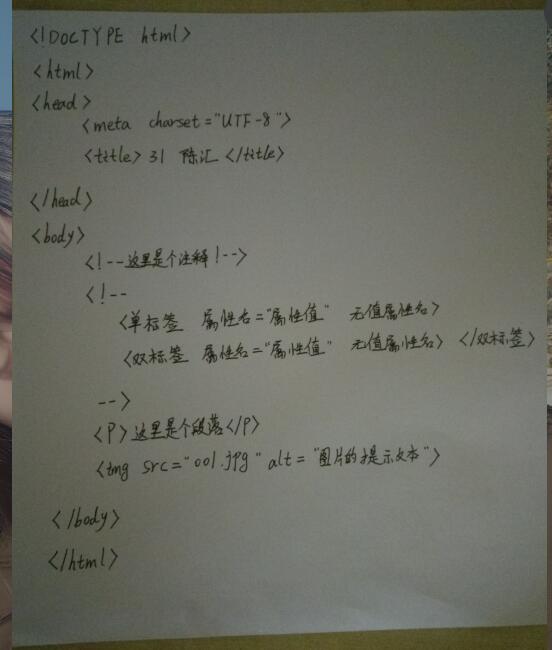 <!DOCTYPE html>
<html>
<head>
<meta charset="UTF-8">
<title> 31 陈汇 </title>
</head>
<body>
<!--这里是个注释!-->
<!--
<单标签 属性名="属性值" 无值属性名>
<双标签 属性名="属性值" 无值属性名> </双标签>
-->
<P>这里是个段落</P>
<img src="001.jpg" alt="图片的提示文本">
</body>
</html>